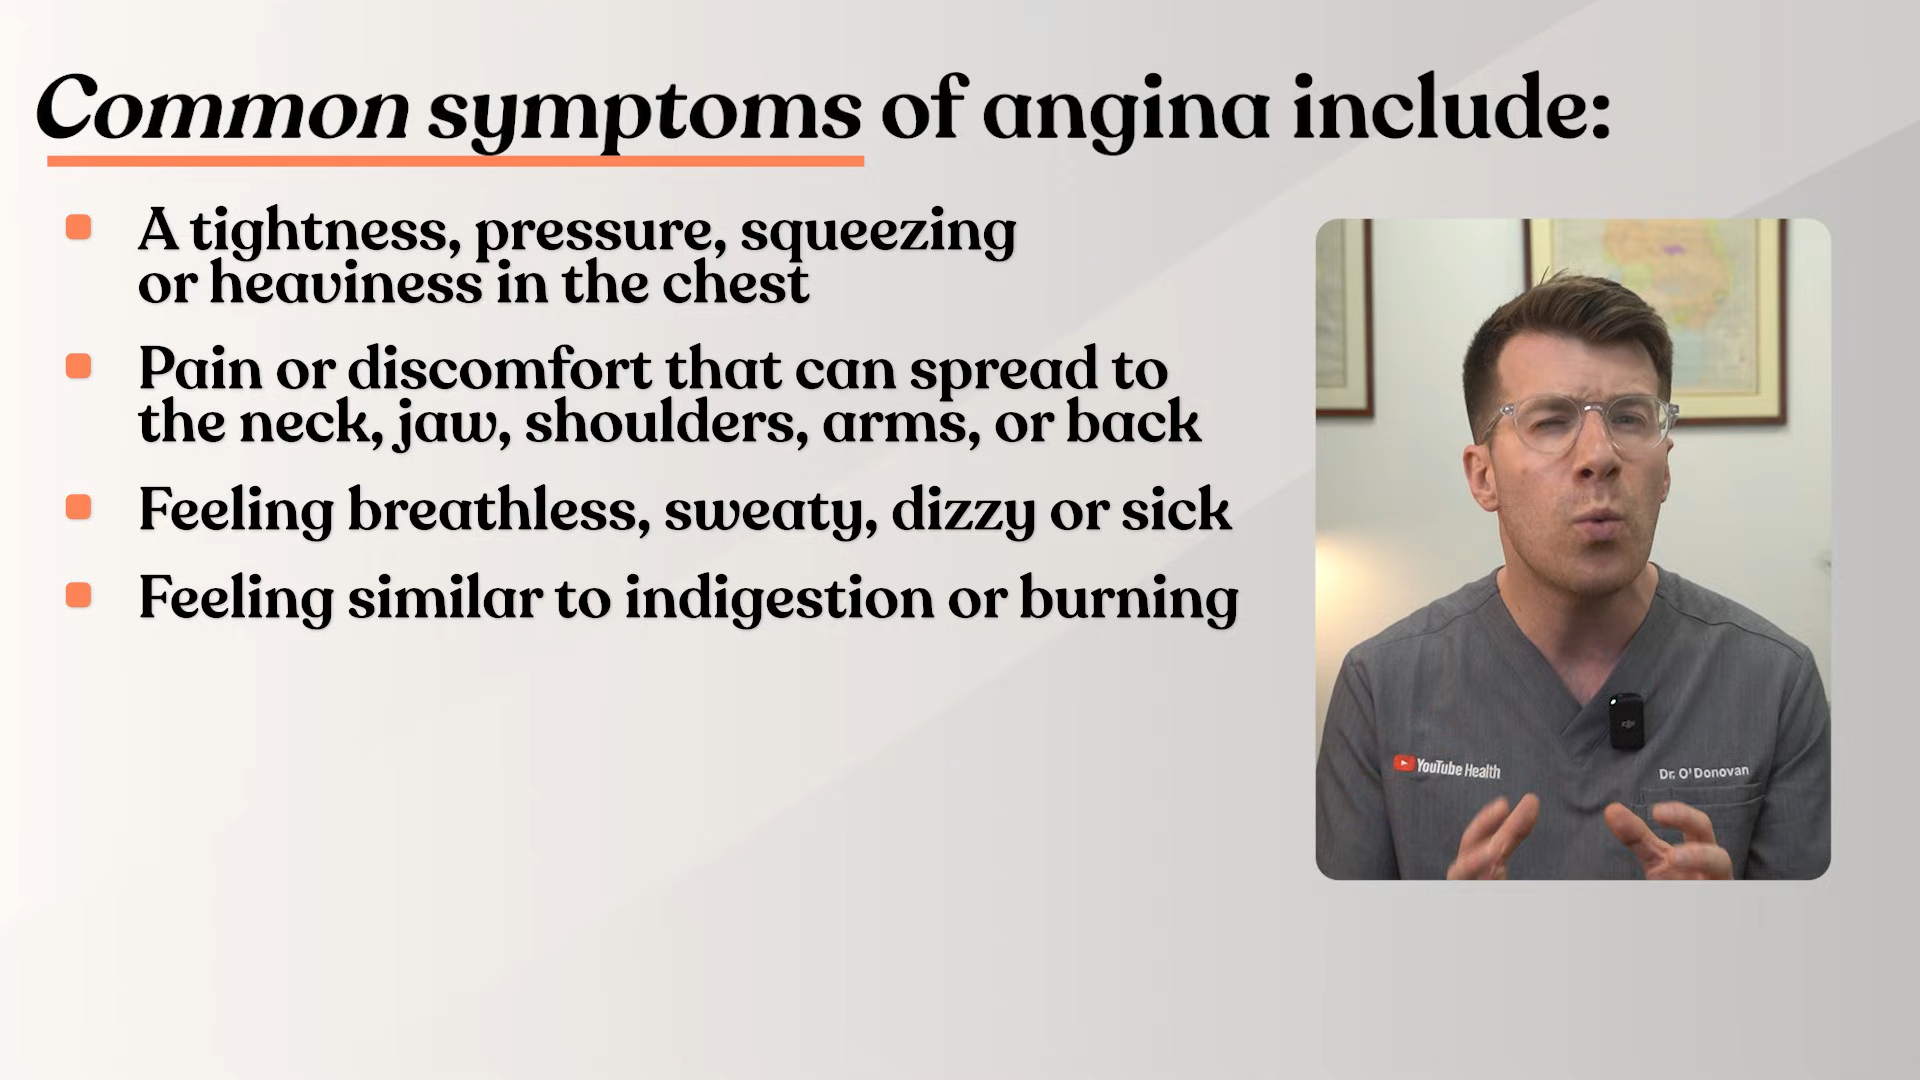 Common symptoms of angina include:
A tightness, pressure, squeezing
or heaviness in the chest
Pain or discomfort that can spread to
the neck, jaw, shoulders, arms, or back
Feeling breathless, sweaty, dizzy or sick
Feeling similar to indigestion or burning
YouTube Health
Dr. O'Donovan
dji